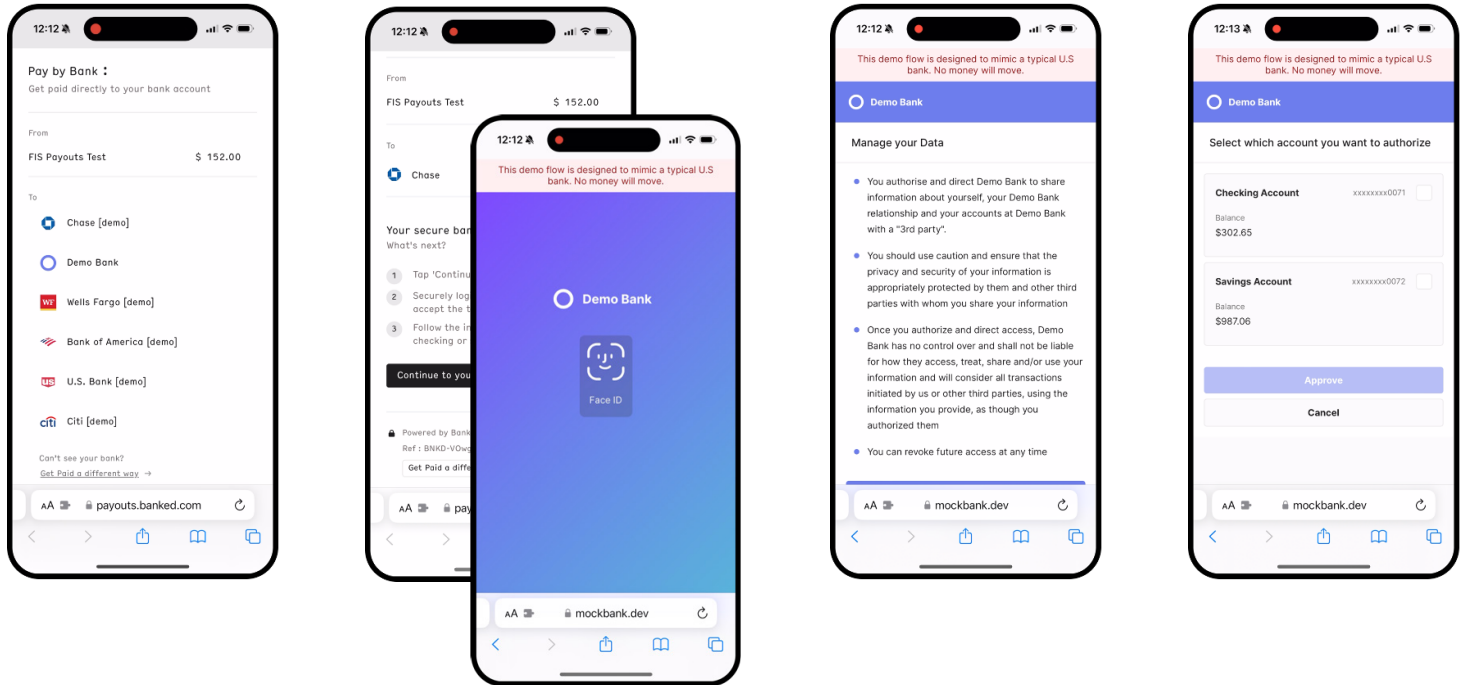 12:12
Pay by Bank :
Get paid directly to your bank account
From
FIS Payouts Test $ 152.00
To
Chase [demo]
Demo Bank
WF Wells Fargo [demo]
Bank of America [demo]
US U.S. Bank [demo]
citi Citi [demo]
Can't see your bank?
Get Paid a different way →
AA payouts.banked.com
12:12
From
FIS Payouts Test $ 152.00
To
Chase
Your secure
What's next?
1 Tap
2 Securely
accept the
3 Follow the
checking or
Continue to
Powered by
Ref :
Get Paid a
AA
12:12
This demo flow is designed to mimic a typical U.S
bank. No money will move.
Demo Bank
Face ID
AA mockbank.dev
12:12
This demo flow is designed to mimic a typical U.S
bank. No money will move.
Demo Bank
Manage your Data
You authorise and direct Demo Bank to share
information about yourself, your Demo Bank
relationship and your accounts at Demo Bank
with a "3rd party".
You should use caution and ensure that the
privacy and security of your information is
appropriately protected by them and other third
parties with whom you share your information
Once you authorize and direct access, Demo
Bank has no control over and shall not be liable
for how they access, treat, share and/or use your
information and will consider all transactions
initiated by us or other third parties, using the
information you provide, as though you
authorized them
You can revoke future access at any time
AA mockbank.dev
12:13
This demo flow is designed to mimic a typical U.S
bank. No money will move.
Demo Bank
Select which account you want to authorize
Checking Account xxxxxxxx0071
Balance
$302.65
Savings Account xxxxxxxx0072
Balance
$987.06
Approve
Cancel
AA mockbank.dev